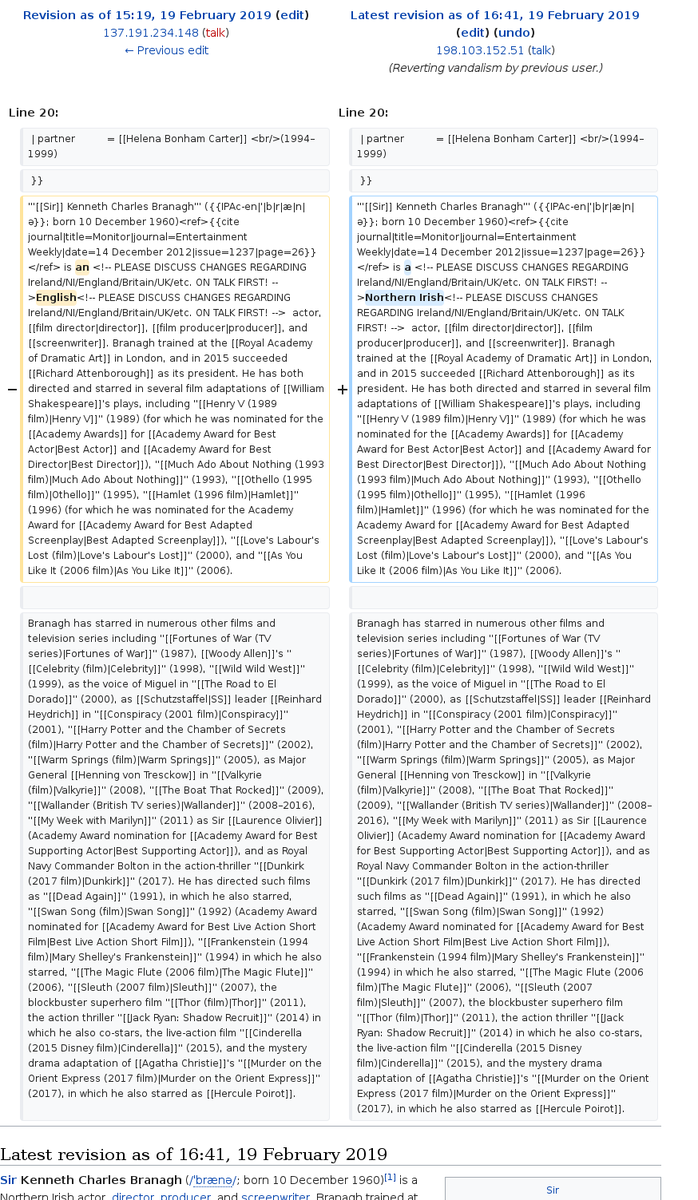 Revision as of 15:19, 19 February 2019 (edit)
137.191.234.148 (talk)
← Previous edit
Latest revision as of 16:41, 19 February 2019
(edit) (undo)
198.103.152.51 (talk)
(Reverting vandalism by previous user.)
Line 20:
Line 20:
| partner = [[Helena Bonham Carter]] <br/>(1994–
1999)
| partner = [[Helena Bonham Carter]] <br/>(1994–
1999)
}}
}}
−
'''[[Sir]] Kenneth Charles Branagh''' ({{IPAc-en|'|b|r|æ|n|
ə}}; born 10 December 1960)<ref>{{cite
journal|title=Monitor|journal=Entertainment
Weekly|date=14 December 2012|issue=1237|page=26}}
</ref> is an <!-- PLEASE DISCUSS CHANGES REGARDING
Ireland/NI/England/Britain/UK/etc. ON TALK FIRST! --
>English<!-- PLEASE DISCUSS CHANGES REGARDING
Ireland/NI/England/Britain/UK/etc. ON TALK FIRST! --> actor,
[[film director|director]], [[film producer|producer]], and
[[screenwriter]]. Branagh trained at the [[Royal Academy
of Dramatic Art]] in London, and in 2015 succeeded
[[Richard Attenborough]] as its president. He has both
directed and starred in several film adaptations of [[William
Shakespeare]]'s plays, including ''[[Henry V (1989
film)|Henry V]]'' (1989) (for which he was nominated for the
[[Academy Awards]] for [[Academy Award for Best
Actor|Best Actor]] and [[Academy Award for Best
Director|Best Director]]), ''[[Much Ado About Nothing (1993
film)|Much Ado About Nothing]]'' (1993), ''[[Othello (1995
film)|Othello]]'' (1995), ''[[Hamlet (1996 film)|Hamlet]]''
(1996) (for which he was nominated for the Academy
Award for [[Academy Award for Best Adapted
Screenplay|Best Adapted Screenplay]]), ''[[Love's Labour's
Lost (film)|Love's Labour's Lost]]'' (2000), and ''[[As You
Like It (2006 film)|As You Like It]]'' (2006).
+
'''[[Sir]] Kenneth Charles Branagh''' ({{IPAc-en|'|b|r|æ|n|
ə}}; born 10 December 1960)<ref>{{cite
journal|title=Monitor|journal=Entertainment
Weekly|date=14 December 2012|issue=1237|page=26}}
</ref> is a <!-- PLEASE DISCUSS CHANGES REGARDING
Ireland/NI/England/Britain/UK/etc. ON TALK FIRST! --
>Northern Irish<!-- PLEASE DISCUSS CHANGES
REGARDING Ireland/NI/England/Britain/UK/etc. ON TALK
FIRST! --> actor, [[film director|director]], [[film
producer|producer]], and [[screenwriter]]. Branagh
trained at the [[Royal Academy of Dramatic Art]] in London,
and in 2015 succeeded [[Richard Attenborough]] as its
president. He has both directed and starred in several film
adaptations of [[William Shakespeare]]'s plays, including
''[[Henry V (1989 film)|Henry V]]'' (1989) (for which he was
nominated for the [[Academy Awards]] for [[Academy
Award for Best Actor|Best Actor]] and [[Academy Award for
Best Director|Best Director]]), ''[[Much Ado About Nothing
(1993 film)|Much Ado About Nothing]]'' (1993), ''[[Othello
(1995 film)|Othello]]'' (1995), ''[[Hamlet (1996
film)|Hamlet]]'' (1996) (for which he was nominated for the
Academy Award for [[Academy Award for Best Adapted
Screenplay|Best Adapted Screenplay]]), ''[[Love's Labour's
Lost (film)|Love's Labour's Lost]]'' (2000), and ''[[As You
Like It (2006 film)|As You Like It]]'' (2006).
Branagh has starred in numerous other films and
television series including ''[[Fortunes of War (TV
series)|Fortunes of War]]'' (1987), [[Woody Allen]]'s ''
[[Celebrity (film)|Celebrity]]'' (1998), ''[[Wild Wild West]]''
(1999), as the voice of Miguel in ''[[The Road to El
Dorado]]'' (2000), as [[Schutzstaffel|SS]] leader [[Reinhard
Heydrich]] in ''[[Conspiracy (2001 film)|Conspiracy]]''
(2001), ''[[Harry Potter and the Chamber of Secrets
(film)|Harry Potter and the Chamber of Secrets]]'' (2002),
''[[Warm Springs (film)|Warm Springs]]'' (2005), as Major
General [[Henning von Tresckow]] in ''[[Valkyrie
(film)|Valkyrie]]'' (2008), ''[[The Boat That Rocked]]'' (2009),
''[[Wallander (British TV series)|Wallander]]'' (2008–2016),
''[[My Week with Marilyn]]'' (2011) as Sir [[Laurence Olivier]]
(Academy Award nomination for [[Academy Award for Best
Supporting Actor|Best Supporting Actor]]), and as Royal
Navy Commander Bolton in the action-thriller ''[[Dunkirk
(2017 film)|Dunkirk]]'' (2017). He has directed such films
as ''[[Dead Again]]'' (1991), in which he also starred,
''[[Swan Song (film)|Swan Song]]'' (1992) (Academy Award
nominated for [[Academy Award for Best Live Action Short
Film|Best Live Action Short Film]]), ''[[Frankenstein (1994
film)|Mary Shelley's Frankenstein]]'' (1994) in which he also
starred, ''[[The Magic Flute (2006 film)|The Magic Flute]]''
(2006), ''[[Sleuth (2007 film)|Sleuth]]'' (2007), the
blockbuster superhero film ''[[Thor (film)|Thor]]'' (2011),
the action thriller ''[[Jack Ryan: Shadow Recruit]]'' (2014) in
which he also co-stars, the live-action film ''[[Cinderella
(2015 Disney film)|Cinderella]]'' (2015), and the mystery
drama adaptation of [[Agatha Christie]]'s ''[[Murder on the
Orient Express (2017 film)|Murder on the Orient Express]]''
(2017), in which he also starred as [[Hercule Poirot]].
Branagh has starred in numerous other films and
television series including ''[[Fortunes of War (TV
series)|Fortunes of War]]'' (1987), [[Woody Allen]]'s ''
[[Celebrity (film)|Celebrity]]'' (1998), ''[[Wild Wild West]]''
(1999), as the voice of Miguel in ''[[The Road to El
Dorado]]'' (2000), as [[Schutzstaffel|SS]] leader [[Reinhard
Heydrich]] in ''[[Conspiracy (2001 film)|Conspiracy]]''
(2001), ''[[Harry Potter and the Chamber of Secrets
(film)|Harry Potter and the Chamber of Secrets]]'' (2002),
''[[Warm Springs (film)|Warm Springs]]'' (2005), as Major
General [[Henning von Tresckow]] in ''[[Valkyrie
(film)|Valkyrie]]'' (2008), ''[[The Boat That Rocked]]''
(2009), ''[[Wallander (British TV series)|Wallander]]'' (2008–
2016), ''[[My Week with Marilyn]]'' (2011) as Sir [[Laurence
Olivier]] (Academy Award nomination for [[Academy Award
for Best Supporting Actor|Best Supporting Actor]]), and as
Royal Navy Commander Bolton in the action-thriller
''[[Dunkirk (2017 film)|Dunkirk]]'' (2017). He has directed
such films as ''[[Dead Again]]'' (1991), in which he also
starred, ''[[Swan Song (film)|Swan Song]]'' (1992)
(Academy Award nominated for [[Academy Award for Best
Live Action Short Film|Best Live Action Short Film]]),
''[[Frankenstein (1994 film)|Mary Shelley's Frankenstein]]''
(1994) in which he also starred, ''[[The Magic Flute (2006
film)|The Magic Flute]]'' (2006), ''[[Sleuth (2007
film)|Sleuth]]'' (2007), the blockbuster superhero film
''[[Thor (film)|Thor]]'' (2011), the action thriller ''[[Jack
Ryan: Shadow Recruit]]'' (2014) in which he also co-stars,
the live-action film ''[[Cinderella (2015 Disney
film)|Cinderella]]'' (2015), and the mystery drama
adaptation of [[Agatha Christie]]'s ''[[Murder on the Orient
Express (2017 film)|Murder on the Orient Express]]''
(2017), in which he also starred as [[Hercule Poirot]].
Latest revision as of 16:41, 19 February 2019
Sir Kenneth Charles Branagh (/ˈbrænə/; born 10 December 1960)[1] is a
Northern Irish actor, director, producer, and screenwriter. Branagh trained at
Sir